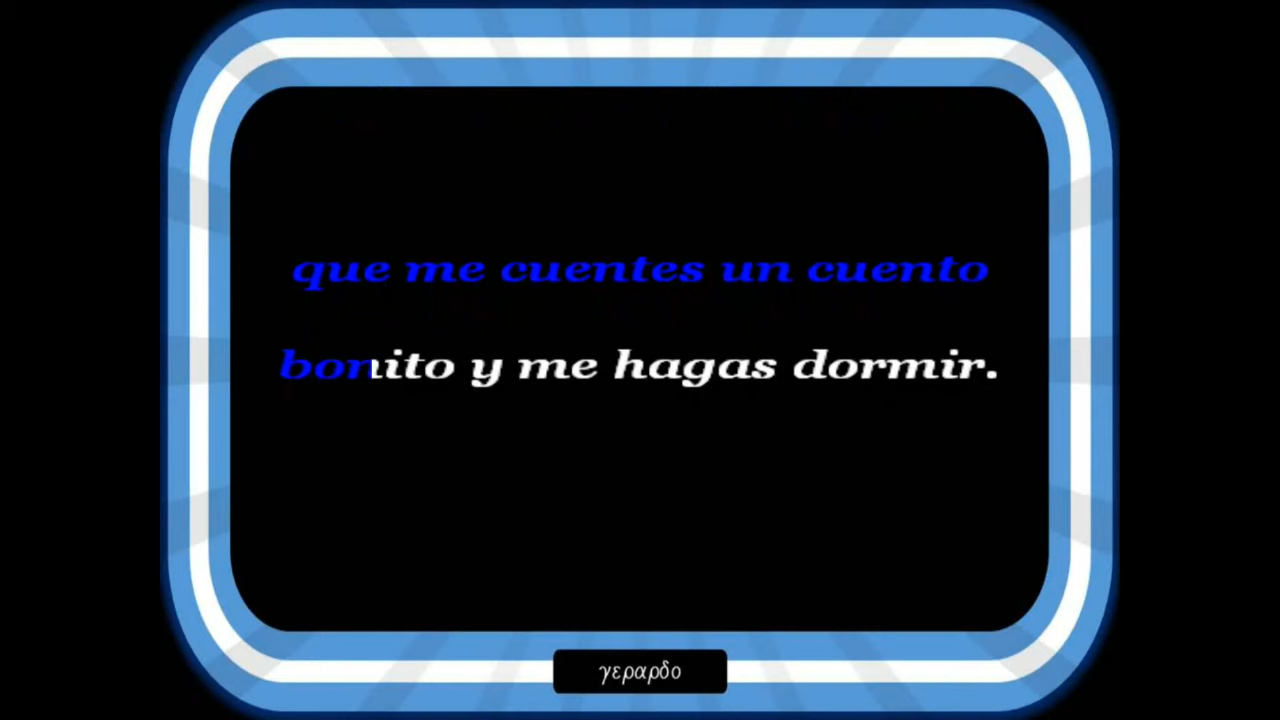 que me cuentes un cuento
bonito y me hagas dormir.
γεραρδο